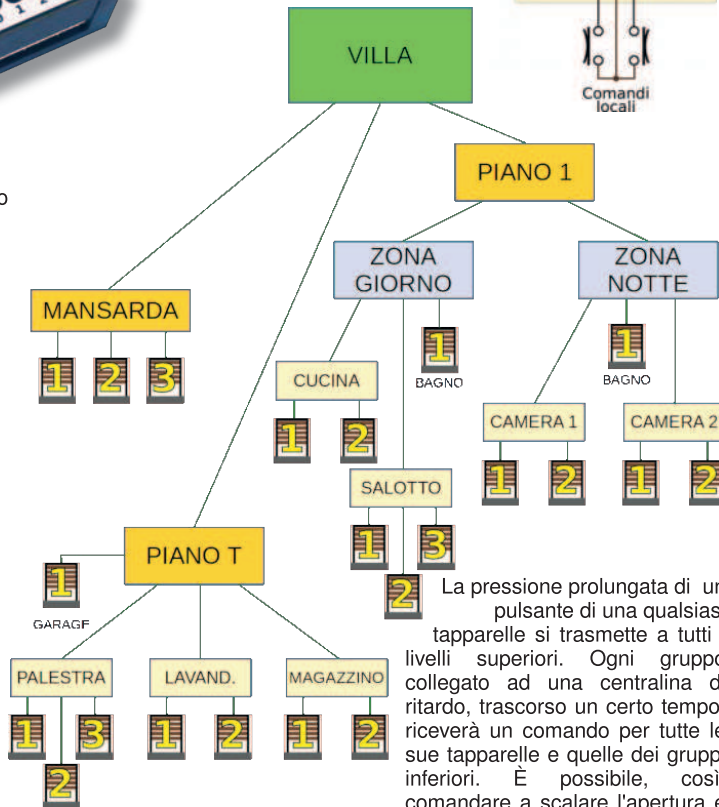 VILLA
Comandi
locali
PIANO 1
o
ZONA
GIORNO
ZONA
NOTTE
MANSARDA
1 2 3
1
BAGNO
1
BAGNO
CUCINA
1 2
CAMERA 1
1 2
CAMERA 2
1 2
SALOTTO
1 3
2
PIANO T
1
GARAGE
PALESTRA
1 3
2
LAVAND.
1 2
MAGAZZINO
1 2
La pressione prolungata di un
pulsante di una qualsias
tapparelle si trasmette a tutti
livelli superiori. Ogni gruppo
collegato ad una centralina d
ritardo, trascorso un certo tempo
riceverà un comando per tutte le
sue tapparelle e quelle dei grupp
inferiori. È possibile, così
comandare a scalare l'apertura e